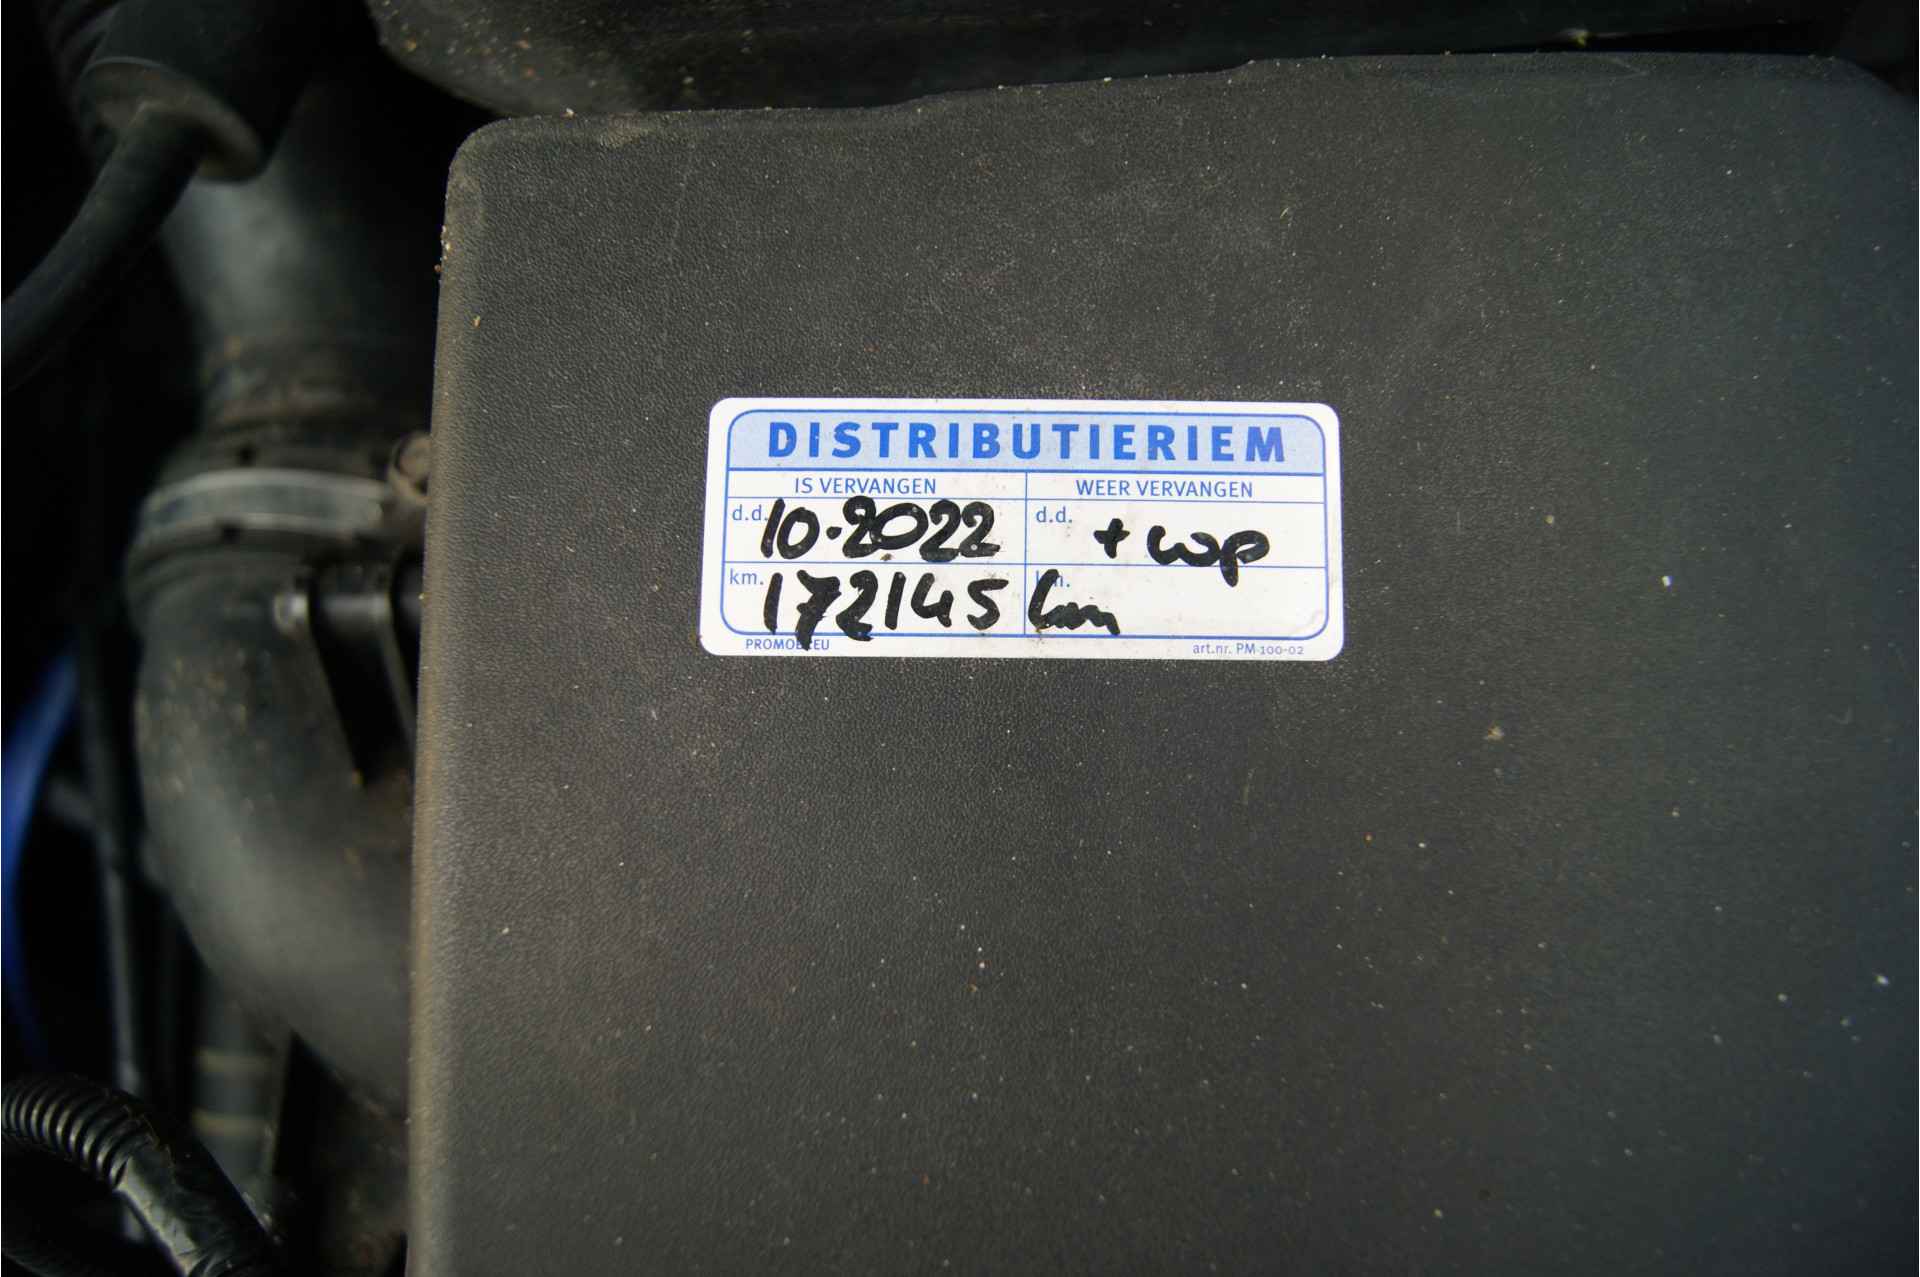 DISTRIBUTIERIEM
IS VERVANGEN WEER VERVANGEN
d.d. 10-2022 d.d. + wp
km. 172145 km km.
art.nr. PM-100-02